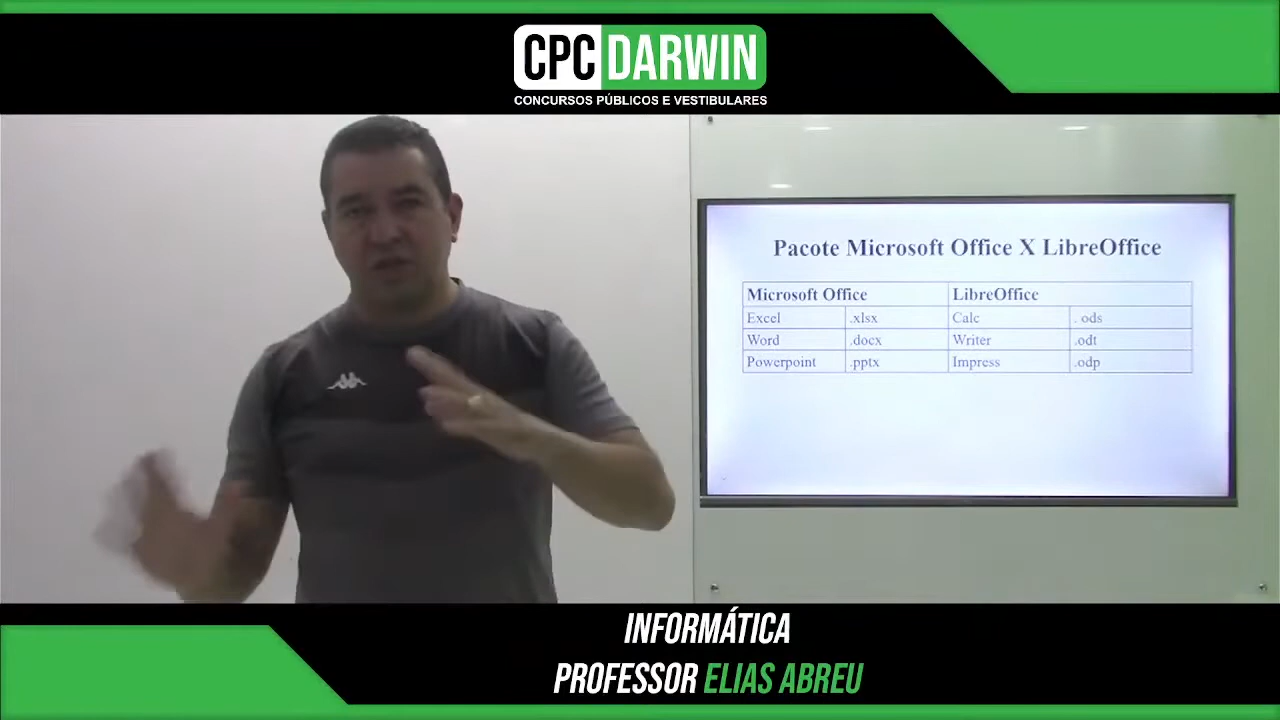 CPC DARWIN
CONCURSOS PÚBLICOS E VESTIBULARES
Pacote Microsoft Office X LibreOffice
Microsoft Office LibreOffice
Excel .xlsx Calc . ods
Word .docx Writer .odt
Powerpoint .pptx Impress .odp
INFORMÁTICA
PROFESSOR ELIAS ABREU